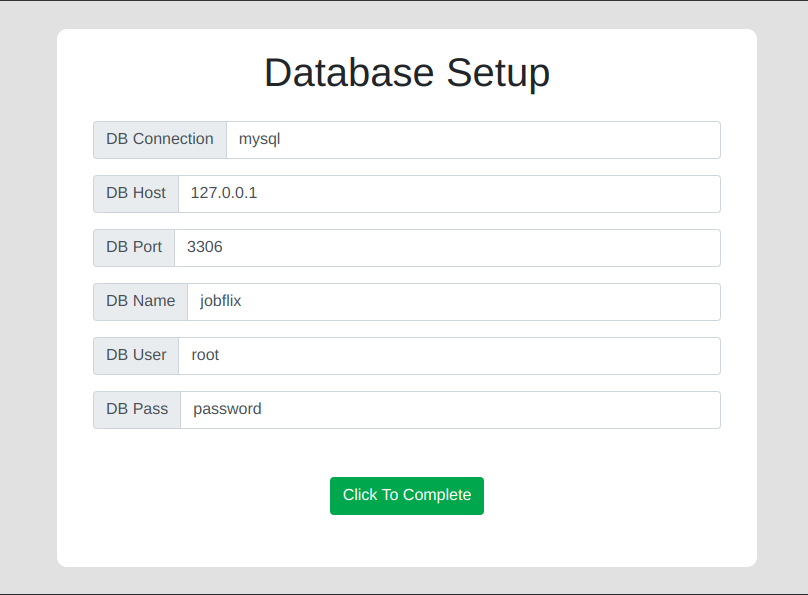 Database Setup
DB Connection mysql
DB Host 127.0.0.1
DB Port 3306
DB Name jobflix
DB User root
DB Pass password
Click To Complete